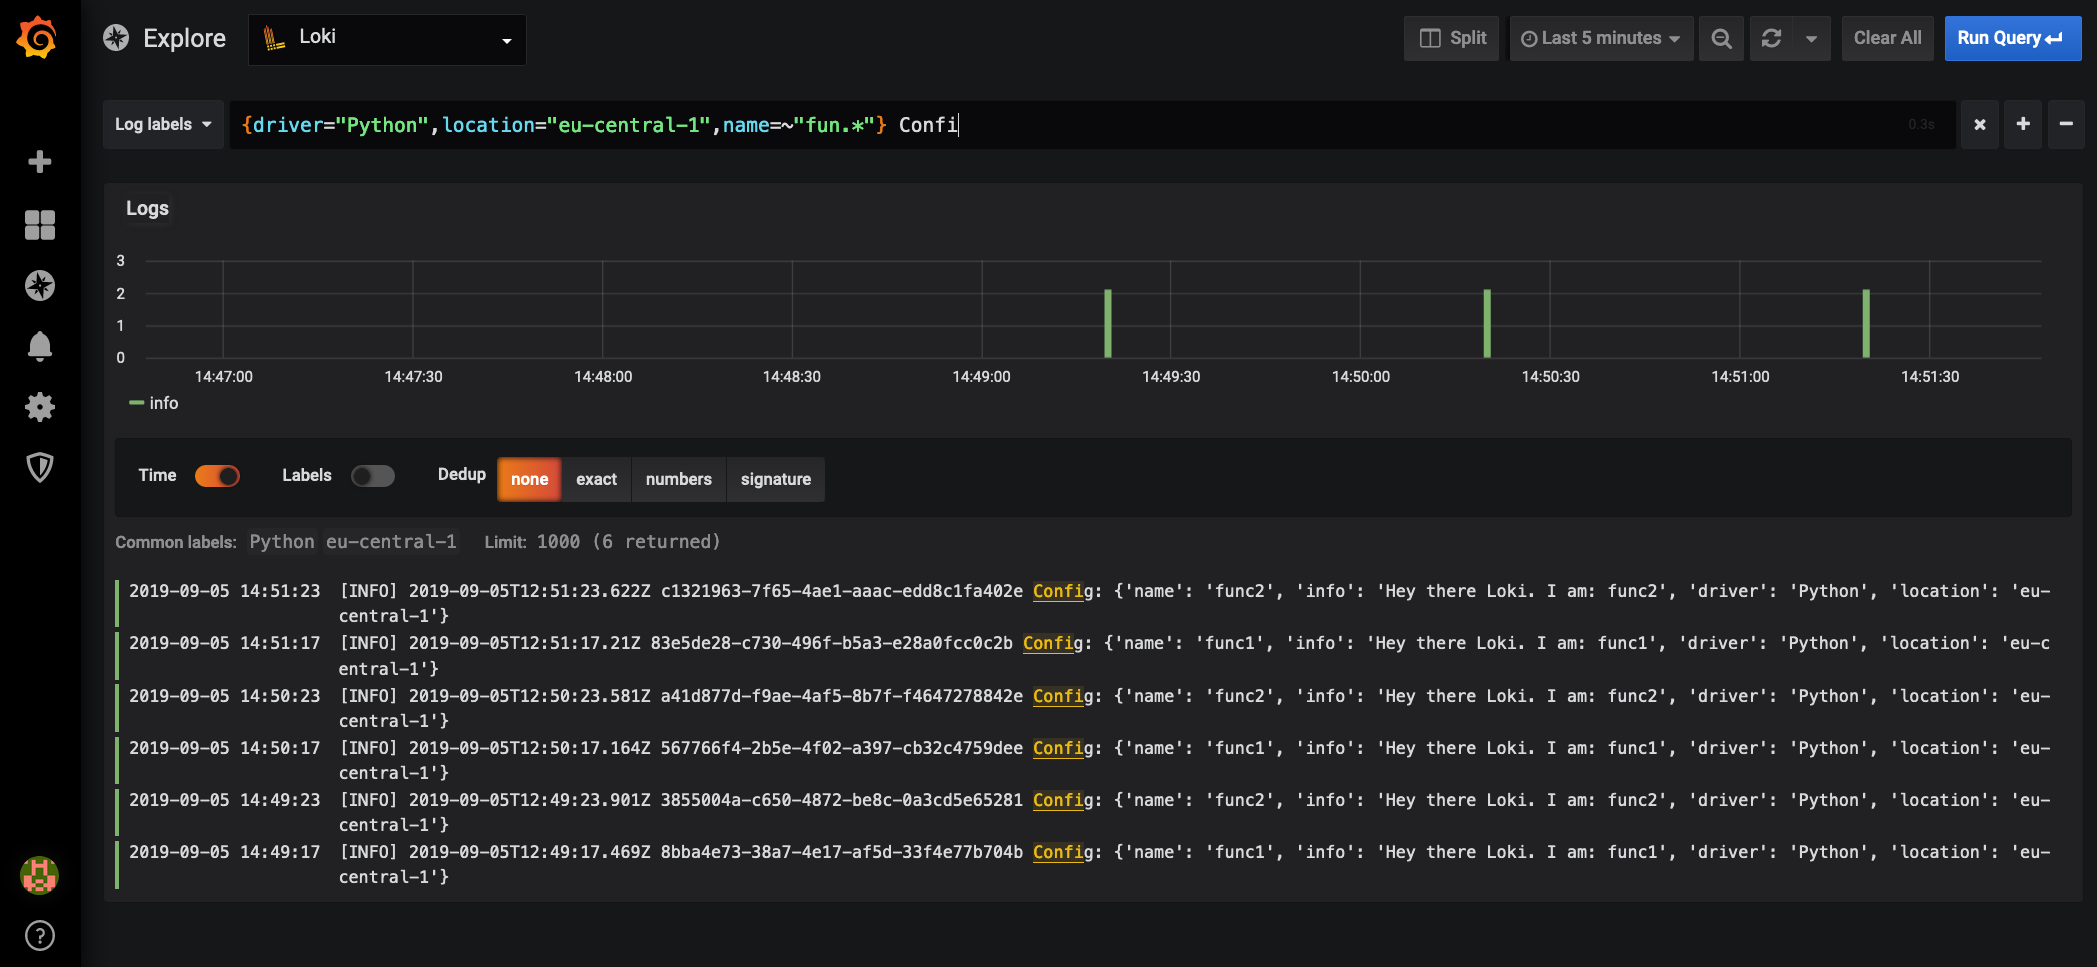 Explore Loki Split Last 5 minutes Clear All Run Query
Log labels {driver="Python",location="eu-central-1",name=~"fun.*"} Confi 0.3s
Logs
3
2
1
0
14:47:00 14:47:30 14:48:00 14:48:30 14:49:00 14:49:30 14:50:00 14:50:30 14:51:00 14:51:30
info
Time Labels Dedup none exact numbers signature
Common labels: Python eu-central-1 Limit: 1000 (6 returned)
2019-09-05 14:51:23 [INFO] 2019-09-05T12:51:23.622Z c1321963-7f65-4ae1-aaac-edd8c1fa402e Config: {'name': 'func2', 'info': 'Hey there Loki. I am: func2', 'driver': 'Python', 'location': 'eu-
central-1'}
2019-09-05 14:51:17 [INFO] 2019-09-05T12:51:17.21Z 83e5de28-c730-496f-b5a3-e28a0fcc0c2b Config: {'name': 'func1', 'info': 'Hey there Loki. I am: func1', 'driver': 'Python', 'location': 'eu-c
entral-1'}
2019-09-05 14:50:23 [INFO] 2019-09-05T12:50:23.581Z a41d877d-f9ae-4af5-8b7f-f4647278842e Config: {'name': 'func2', 'info': 'Hey there Loki. I am: func2', 'driver': 'Python', 'location': 'eu-
central-1'}
2019-09-05 14:50:17 [INFO] 2019-09-05T12:50:17.164Z 567766f4-2b5e-4f02-a397-cb32c4759dee Config: {'name': 'func1', 'info': 'Hey there Loki. I am: func1', 'driver': 'Python', 'location': 'eu-
central-1'}
2019-09-05 14:49:23 [INFO] 2019-09-05T12:49:23.901Z 3855004a-c650-4872-be8c-0a3cd5e65281 Config: {'name': 'func2', 'info': 'Hey there Loki. I am: func2', 'driver': 'Python', 'location': 'eu-
central-1'}
2019-09-05 14:49:17 [INFO] 2019-09-05T12:49:17.469Z 8bba4e73-38a7-4e17-af5d-33f4e77b704b Config: {'name': 'func1', 'info': 'Hey there Loki. I am: func1', 'driver': 'Python', 'location': 'eu-
central-1'}